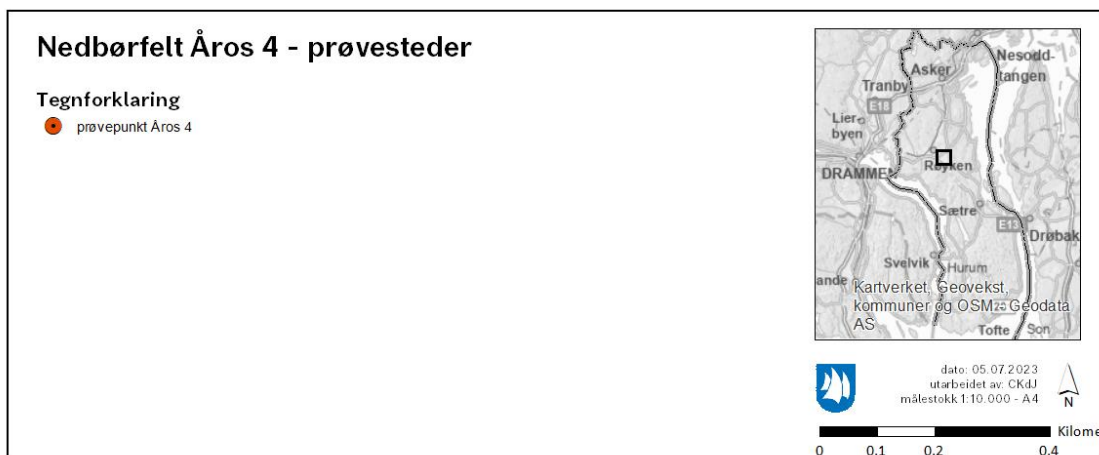 Nedbørfelt Åros 4 - prøvesteder
Tegnforklaring
prøvepunkt Åros 4
Nesodd-
tangen
Asker
Tranby
E18
Lier-
byen
Røyken
DRAMMEN
Sætre
Drøbak
Svelvik
Hurum
ande
Kartverket, Geovekst,
kommuner og OSM - Geodata
AS
Tofte
Son
dato: 05.07.2023
utarbeidet av: CKdJ
målestokk 1:10.000 - A4
N
Kilome
0 0,1 0,2 0,4